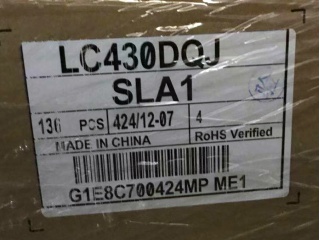 LC430DQJ
SLA1
136 PCS 424/12-07 4
MADE IN CHINA RoHS Verified
G1E8C700424MP ME1